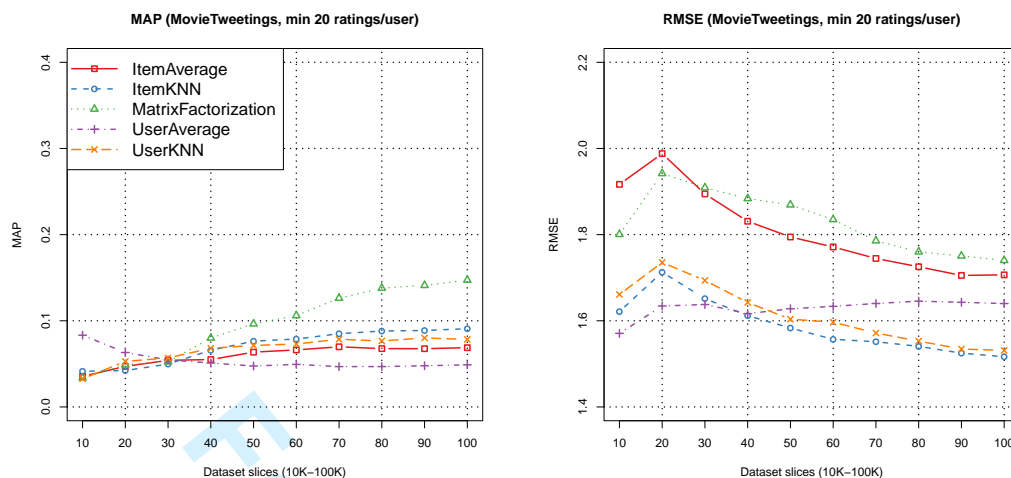 MAP (MovieTweetings, min 20 ratings/user)
0.4
0.3
0.2
0.1
0.0
MAP
ItemAverage
ItemKNN
MatrixFactorization
UserAverage
UserKNN
10 20 30 40 50 60 70 80 90 100
Dataset slices (10K−100K)
RMSE (MovieTweetings, min 20 ratings/user)
2.2
2.0
1.8
1.6
1.4
RMSE
10 20 30 40 50 60 70 80 90 100
Dataset slices (10K−100K)
F